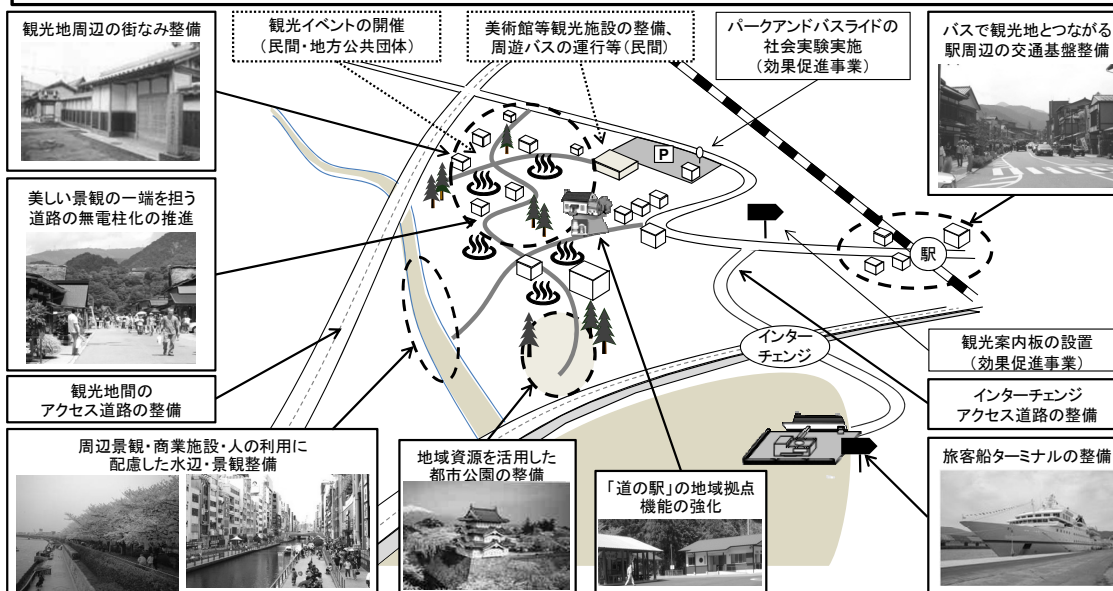 観光地周辺の街なみ整備
観光イベントの開催
（民間・地方公共団体）
美術館等観光施設の整備、
周遊バスの運行等（民間）
パークアンドバスライドの
社会実験実施
（効果促進事業）
バスで観光地とつながる
駅周辺の交通基盤整備
P
美しい景観の一端を担う
道路の無電柱化の推進
駅
インター
チェンジ
観光案内板の設置
（効果促進事業）
観光地間の
アクセス道路の整備
インターチェンジ
アクセス道路の整備
周辺景観・商業施設・人の利用に
配慮した水辺・景観整備
地域資源を活用した
都市公園の整備
「道の駅」の地域拠点
機能の強化
旅客船ターミナルの整備